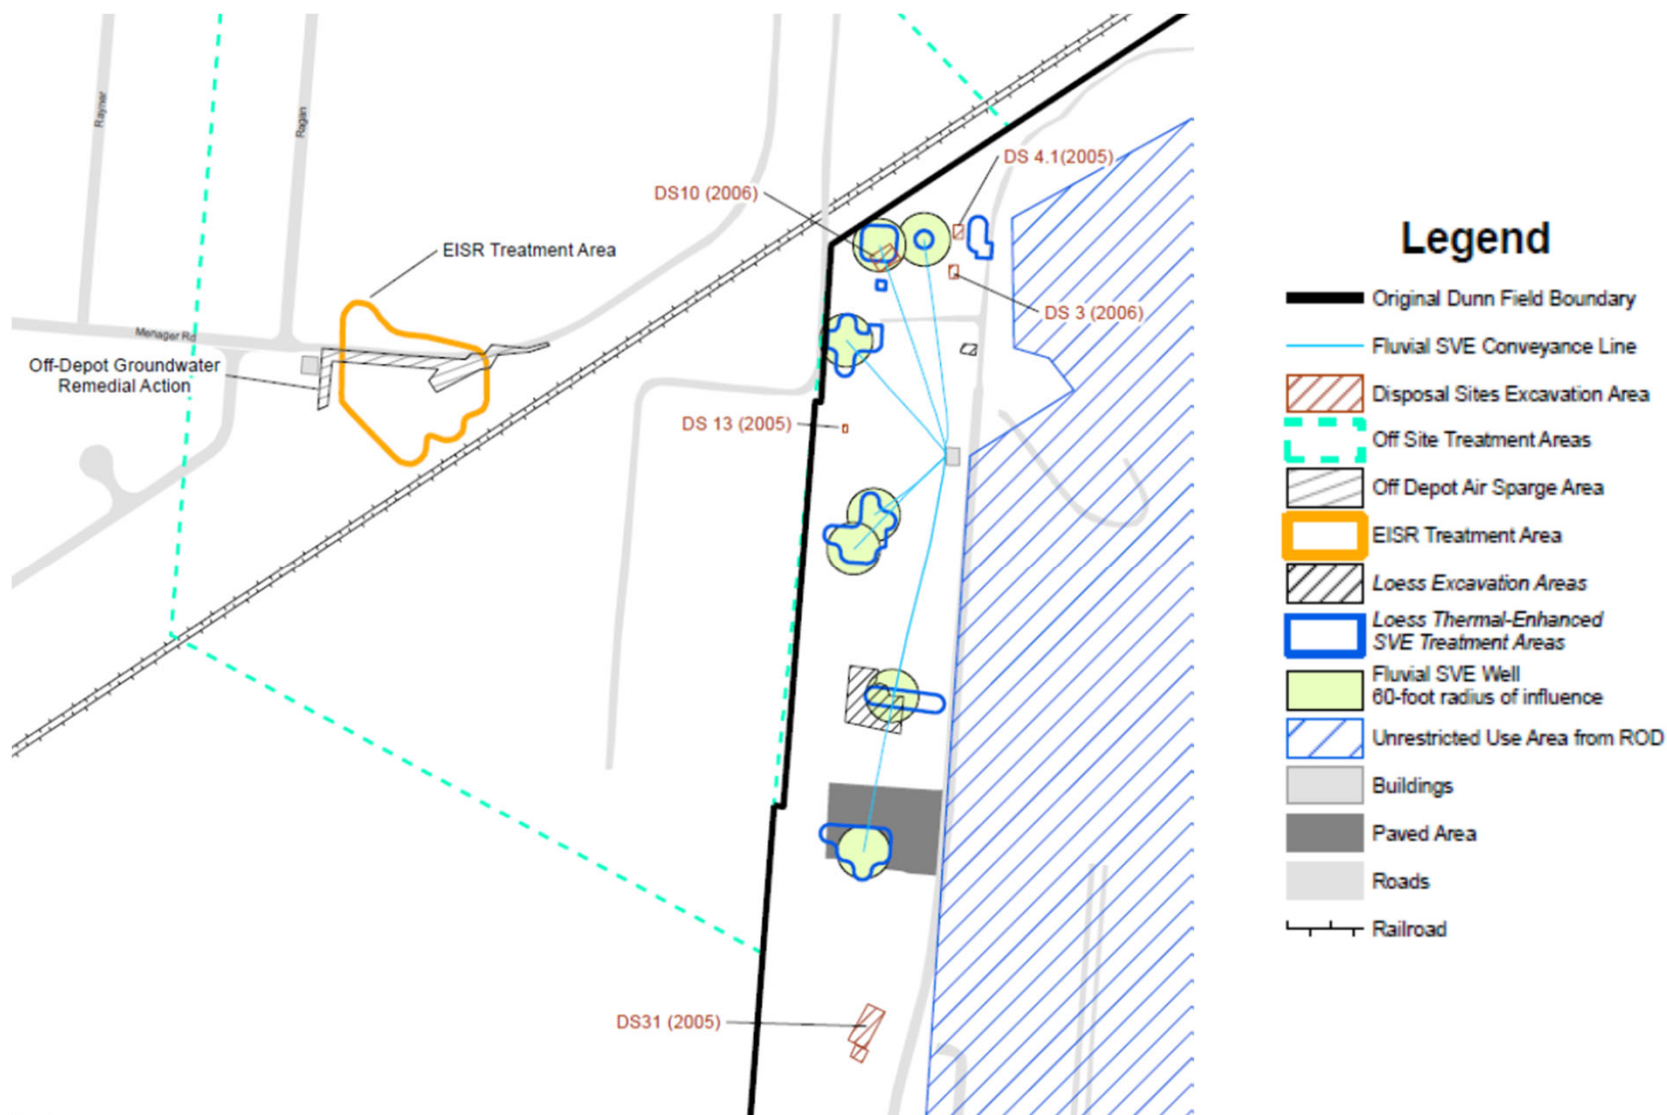 Rayner
Ragan
DS 4.1(2005)
DS10 (2006)
EISR Treatment Area
DS 3 (2006)
Menager Rd
Off-Depot Groundwater
Remedial Action
DS 13 (2005)
DS31 (2005)
Legend
Original Dunn Field Boundary
Fluvial SVE Conveyance Line
Disposal Sites Excavation Area
Off Site Treatment Areas
Off Depot Air Sparge Area
EISR Treatment Area
Loess Excavation Areas
Loess Thermal-Enhanced
SVE Treatment Areas
Fluvial SVE Well
60-foot radius of influence
Unrestricted Use Area from ROD
Buildings
Paved Area
Roads
Railroad